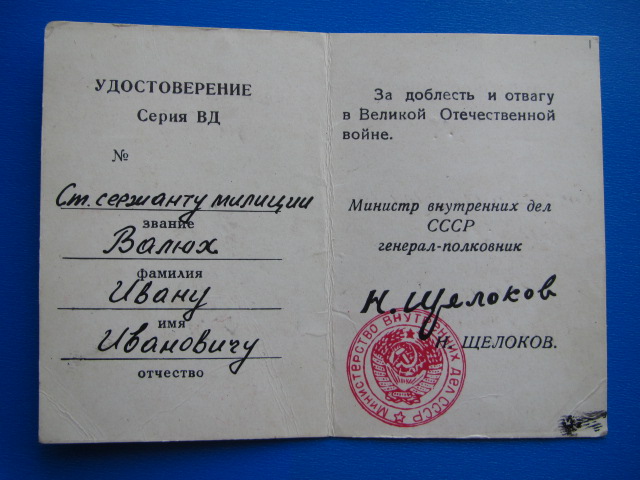 УДОСТОВЕРЕНИЕ
Серия ВД
№
Ст. сержанту милиции
звание
Валюх
фамилия
Ивану
имя
Ивановичу
отчество
За доблесть и отвагу
в Великой Отечественной
войне.
Министр внутренних дел
СССР
генерал-полковник
Н. Щелоков
Н. ЩЕЛОКОВ.
МИНИСТЕРСТВО ВНУТРЕННИХ ДЕЛ СССР